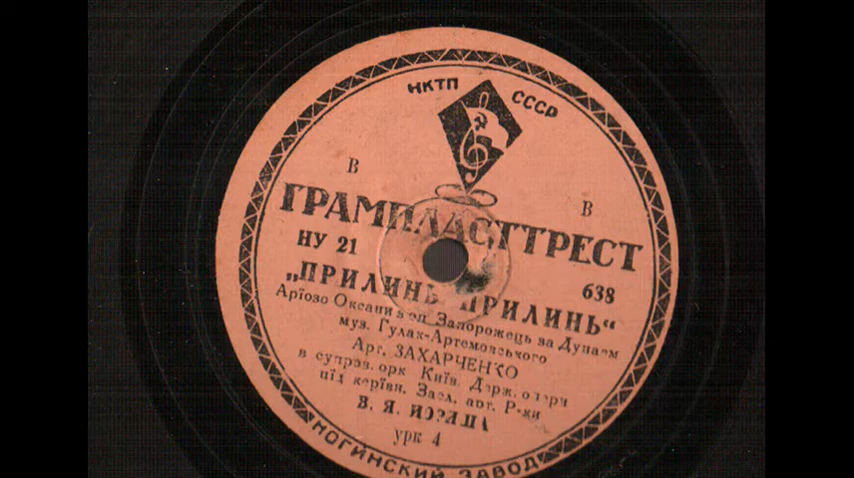 НКТП СССР
В В
ГРАМПЛАСТТРЕСТ
НУ 21 638
„ПРИЛИНЬ ПРИЛИНЬ“
Арїозо Оксани з оп Запорожець за Дунаєм
муз. Гулак-Артемовського
Арт. ЗАХАРЧЕНКО
в супров. орк Київ. Держ. опери
під керівн. Засл. арт. Р-ки
В. Я. ЙОРІША
урк 4
НОГИНСКИЙ ЗАВОД